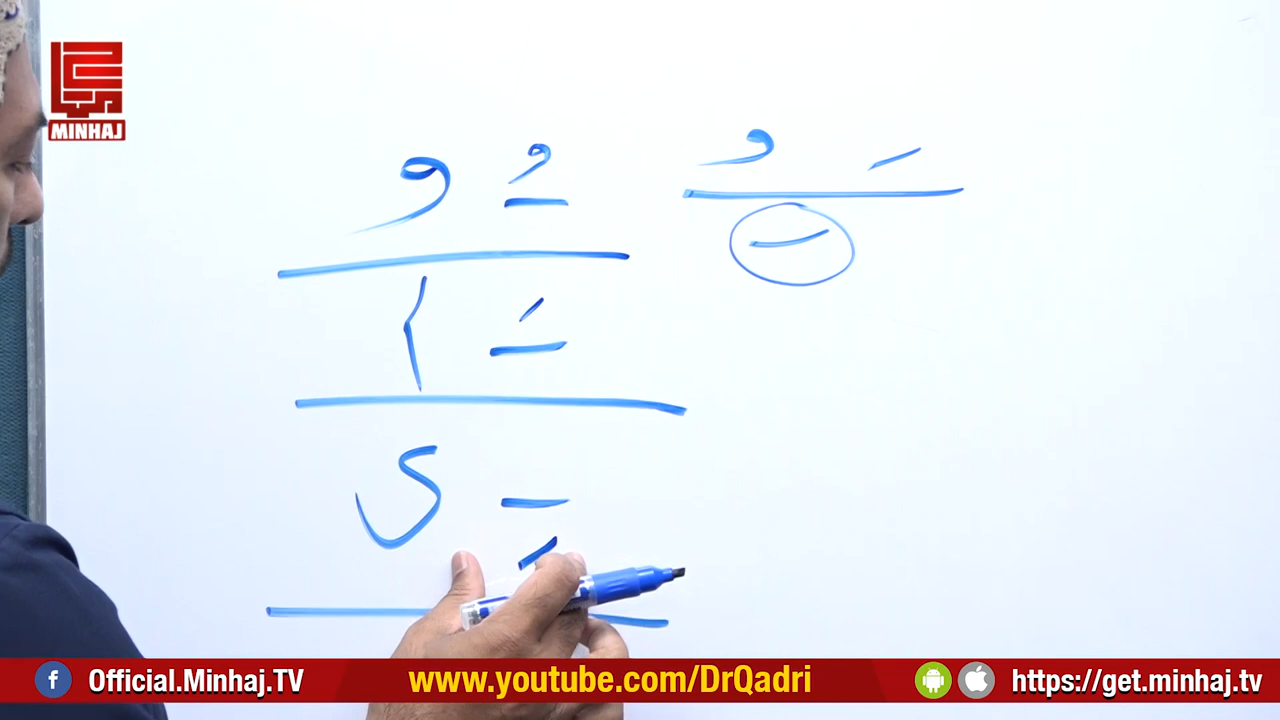 MINHAJ
و ُ
ا َ
ى ِ
Official.Minhaj.TV
www.youtube.com/DrQadri
https://get.minhaj.tv